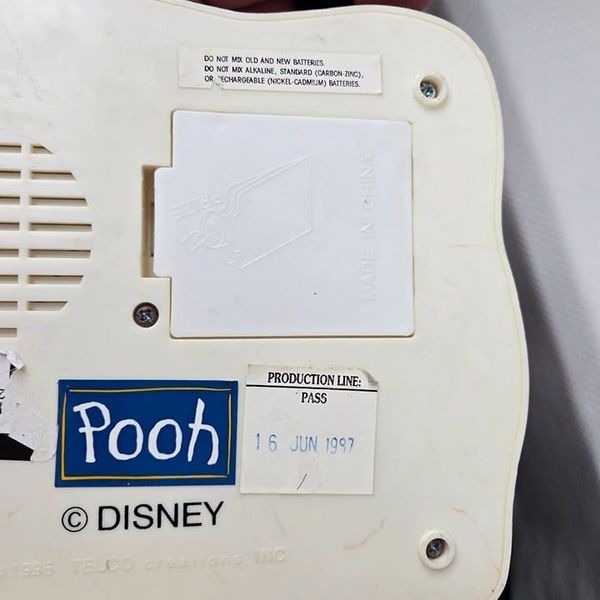 DO NOT MIX OLD AND NEW BATTERIES.
DO NOT MIX ALKALINE, STANDARD (CARBON-ZINC),
OR RECHARGEABLE (NICKEL-CADMIUM) BATTERIES.
MADE IN CHINA
PRODUCTION LINE:
PASS
16 JUN 1997
Pooh
© DISNEY
1996 TELCO creations INC